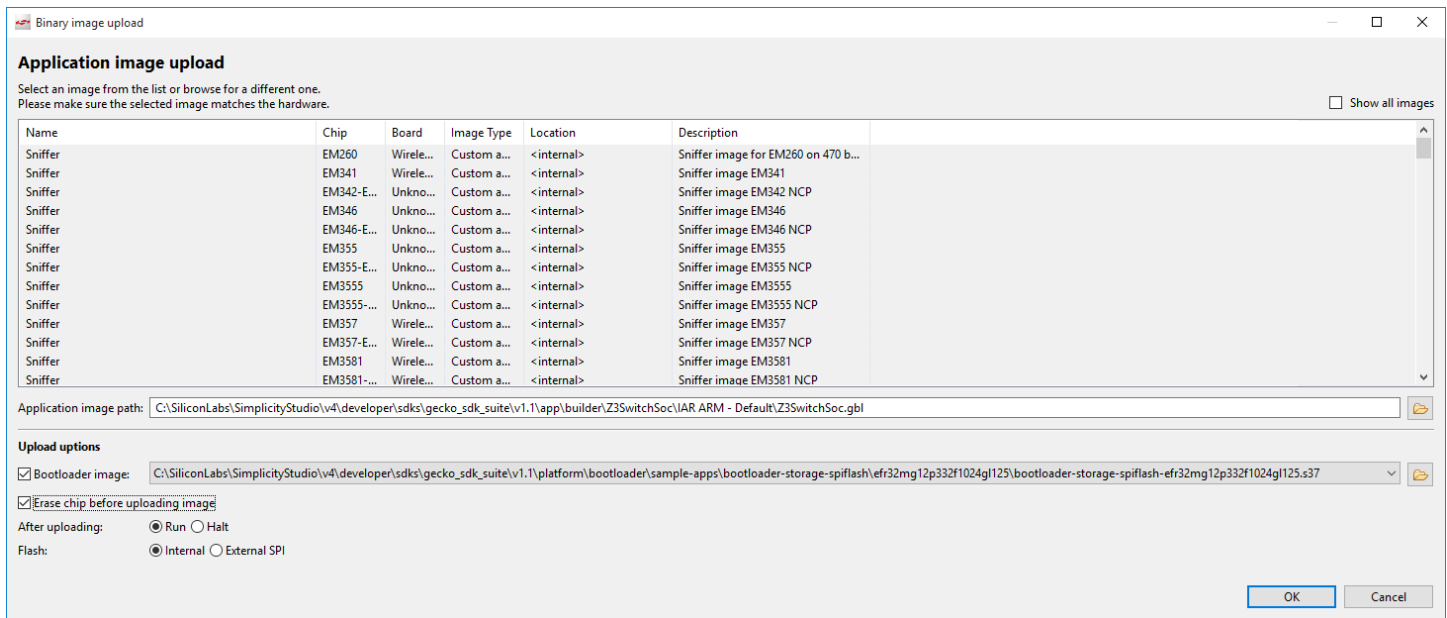 Binary image upload
Application image upload
Select an image from the list or browse for a different one.
Please make sure the selected image matches the hardware.
Show all images
Name Chip Board Image Type Location Description
Sniffer EM260 Wirele... Custom a... <internal> Sniffer image for EM260 on 470 b...
Sniffer EM341 Wirele... Custom a... <internal> Sniffer image EM341
Sniffer EM342-E... Unkno... Custom a... <internal> Sniffer image EM342 NCP
Sniffer EM346 Unkno... Custom a... <internal> Sniffer image EM346
Sniffer EM346-E... Unkno... Custom a... <internal> Sniffer image EM346 NCP
Sniffer EM355 Unkno... Custom a... <internal> Sniffer image EM355
Sniffer EM355-E... Unkno... Custom a... <internal> Sniffer image EM355 NCP
Sniffer EM3555 Unkno... Custom a... <internal> Sniffer image EM3555
Sniffer EM3555-... Unkno... Custom a... <internal> Sniffer image EM3555 NCP
Sniffer EM357 Wirele... Custom a... <internal> Sniffer image EM357
Sniffer EM357-E... Wirele... Custom a... <internal> Sniffer image EM357 NCP
Sniffer EM3581 Wirele... Custom a... <internal> Sniffer image EM3581
Sniffer EM3581-... Wirele... Custom a... <internal> Sniffer image EM3581 NCP
Application image path: C:\SiliconLabs\SimplicityStudio\v4\developer\sdks\gecko_sdk_suite\v1.1\app\builder\Z3SwitchSoc\IAR ARM - Default\Z3SwitchSoc.gbl
Upload uptions
Bootloader image: C:\SiliconLabs\SimplicityStudio\v4\developer\sdks\gecko_sdk_suite\v1.1\platform\bootloader\sample-apps\bootloader-storage-spiflash\efr32mg12p332f1024gl125\bootloader-storage-spiflash-efr32mg12p332f1024gl125.s37
Erase chip before uploading image
After uploading: Run Halt
Flash: Internal External SPI
OK Cancel